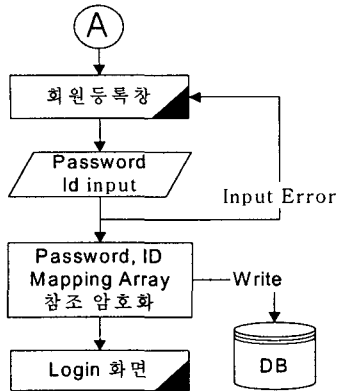 A
회원등록창
Password
Id input
Input Error
Password, ID
Mapping Array
참조 암호화
Write
DB
Login 화면